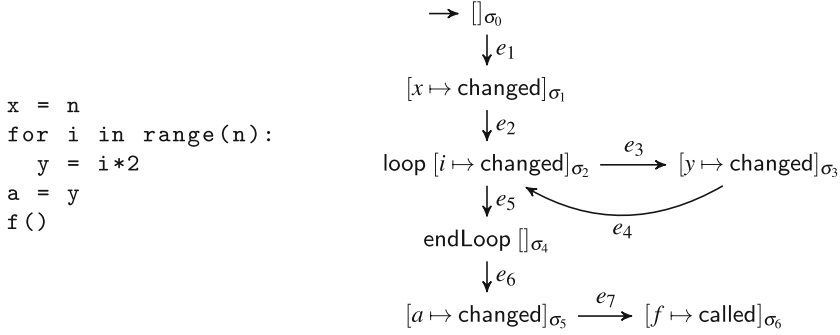 x = n
for i in range(n):
  y = i*2
a = y
f()
[]σ0
e1
[x ↦ changed]σ1
e2
loop [i ↦ changed]σ2 e3 [y ↦ changed]σ3
e5 e4
endLoop []σ4
e6
[a ↦ changed]σ5 e7 [f ↦ called]σ6